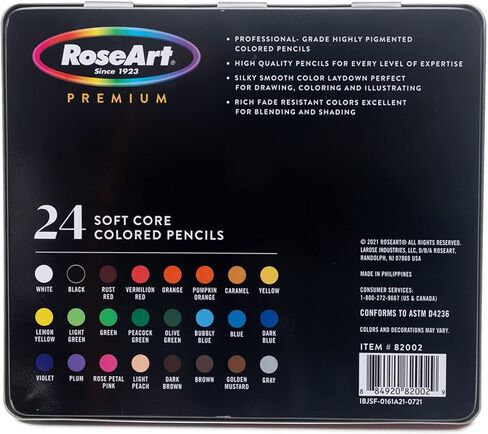 RoseArt®
Since 1923
PREMIUM
• PROFESSIONAL- GRADE HIGHLY PIGMENTED
COLORED PENCILS
• HIGH QUALITY PENCILS FOR EVERY LEVEL OF EXPERTISE
• SILKY SMOOTH COLOR LAYDOWN PERFECT
FOR DRAWING, COLORING AND ILLUSTRATING
• RICH FADE RESISTANT COLORS EXCELLENT
FOR BLENDING AND SHADING
24 SOFT CORE
COLORED PENCILS
WHITE BLACK RUST RED VERMILION RED ORANGE PUMPKIN ORANGE CARAMEL YELLOW
LEMON YELLOW LIGHT GREEN GREEN PEACOCK GREEN OLIVE GREEN BUBBLY BLUE BLUE DARK BLUE
VIOLET PLUM ROSE PETAL PINK LIGHT PEACH DARK BROWN BROWN GOLDEN MUSTARD GRAY
© 2021 ROSEART® ALL RIGHTS RESERVED.
LAROSE INDUSTRIES, LLC, D/B/A ROSEART,
RANDOLPH, NJ 07869 USA
MADE IN PHILIPPINES
CONSUMER SERVICES:
1-800-272-9667 (US & CANADA)
CONFORMS TO ASTM D4236
COLORS AND DECORATIONS MAY VARY.
ITEM # 82002
8 84920 82002 9
IBJSF-0161A21-0721